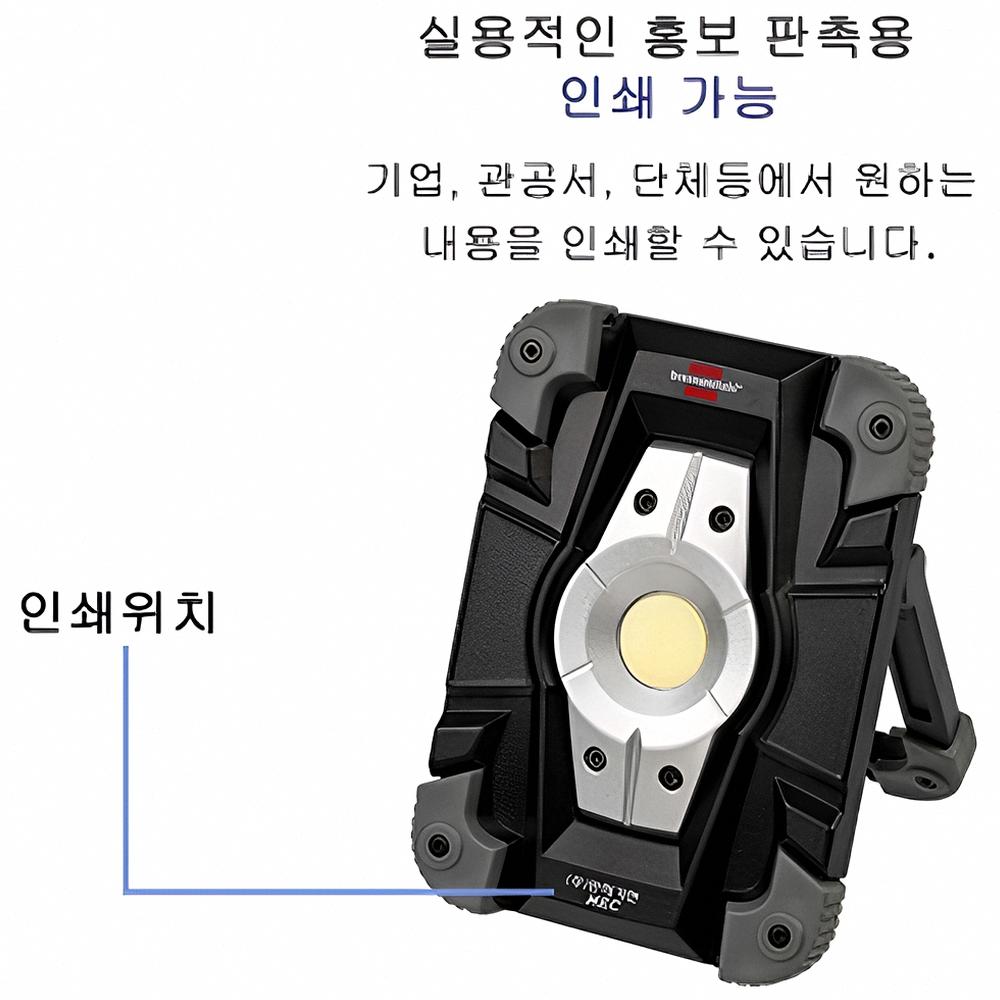 실용적인 홍보 판촉용
인쇄 가능
기업, 관공서, 단체등에서 원하는
내용을 인쇄할 수 있습니다.
brennenstuhl
인쇄위치